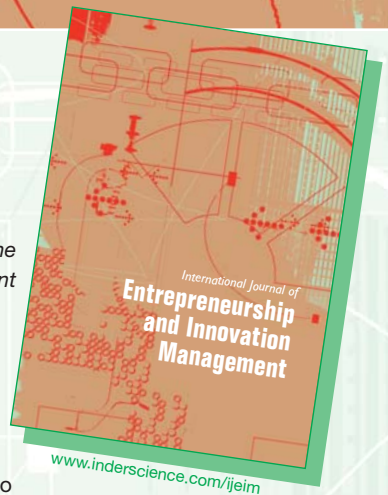 International Journal of
Entrepreneurship
and Innovation
Management
www.inderscience.com/ijeim